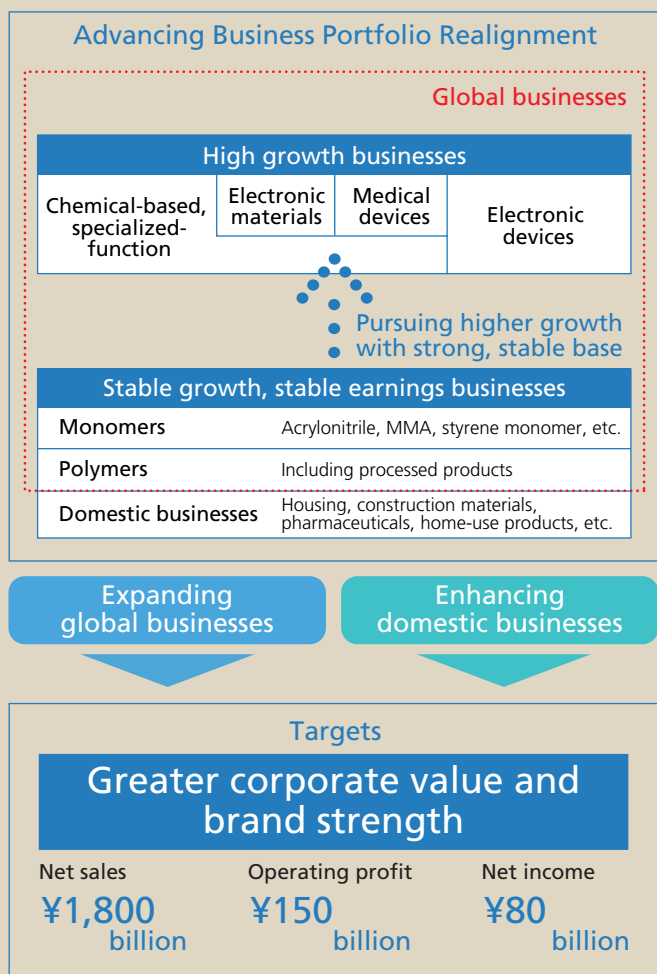 Advancing Business Portfolio Realignment
Global businesses
High growth businesses
Chemical-based,
specialized-
function
Electronic
materials
Medical
devices
Electronic
devices
Pursuing higher growth
with strong, stable base
Stable growth, stable earnings businesses
Monomers
Acrylonitrile, MMA, styrene monomer, etc.
Polymers
Including processed products
Domestic businesses
Housing, construction materials,
pharmaceuticals, home-use products, etc.
Expanding
global businesses
Enhancing
domestic businesses
Targets
Greater corporate value and
brand strength
Net sales
¥1,800
billion
Operating profit
¥150
billion
Net income
¥80
billion